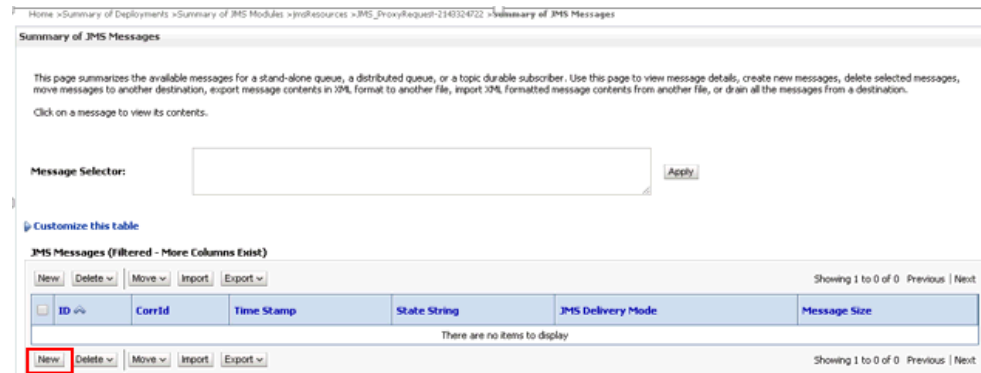 Home >Summary of Deployments >Summary of JMS Modules >jmsResources >JMS_ProxyRequest-2143324722 >Summary of JMS Messages
Summary of JMS Messages
This page summarizes the available messages for a stand-alone queue, a distributed queue, or a topic durable subscriber. Use this page to view message details, create new messages, delete selected messages,
move messages to another destination, export message contents in XML format to another file, import XML formatted message contents from another file, or drain all the messages from a destination.
Click on a message to view its contents.
Message Selector:
Apply
Customize this table
JMS Messages (Filtered - More Columns Exist)
New Delete Move Import Export Showing 1 to 0 of 0 Previous | Next
ID CorrId Time Stamp State String JMS Delivery Mode Message Size
There are no items to display
New Delete Move Import Export Showing 1 to 0 of 0 Previous | Next